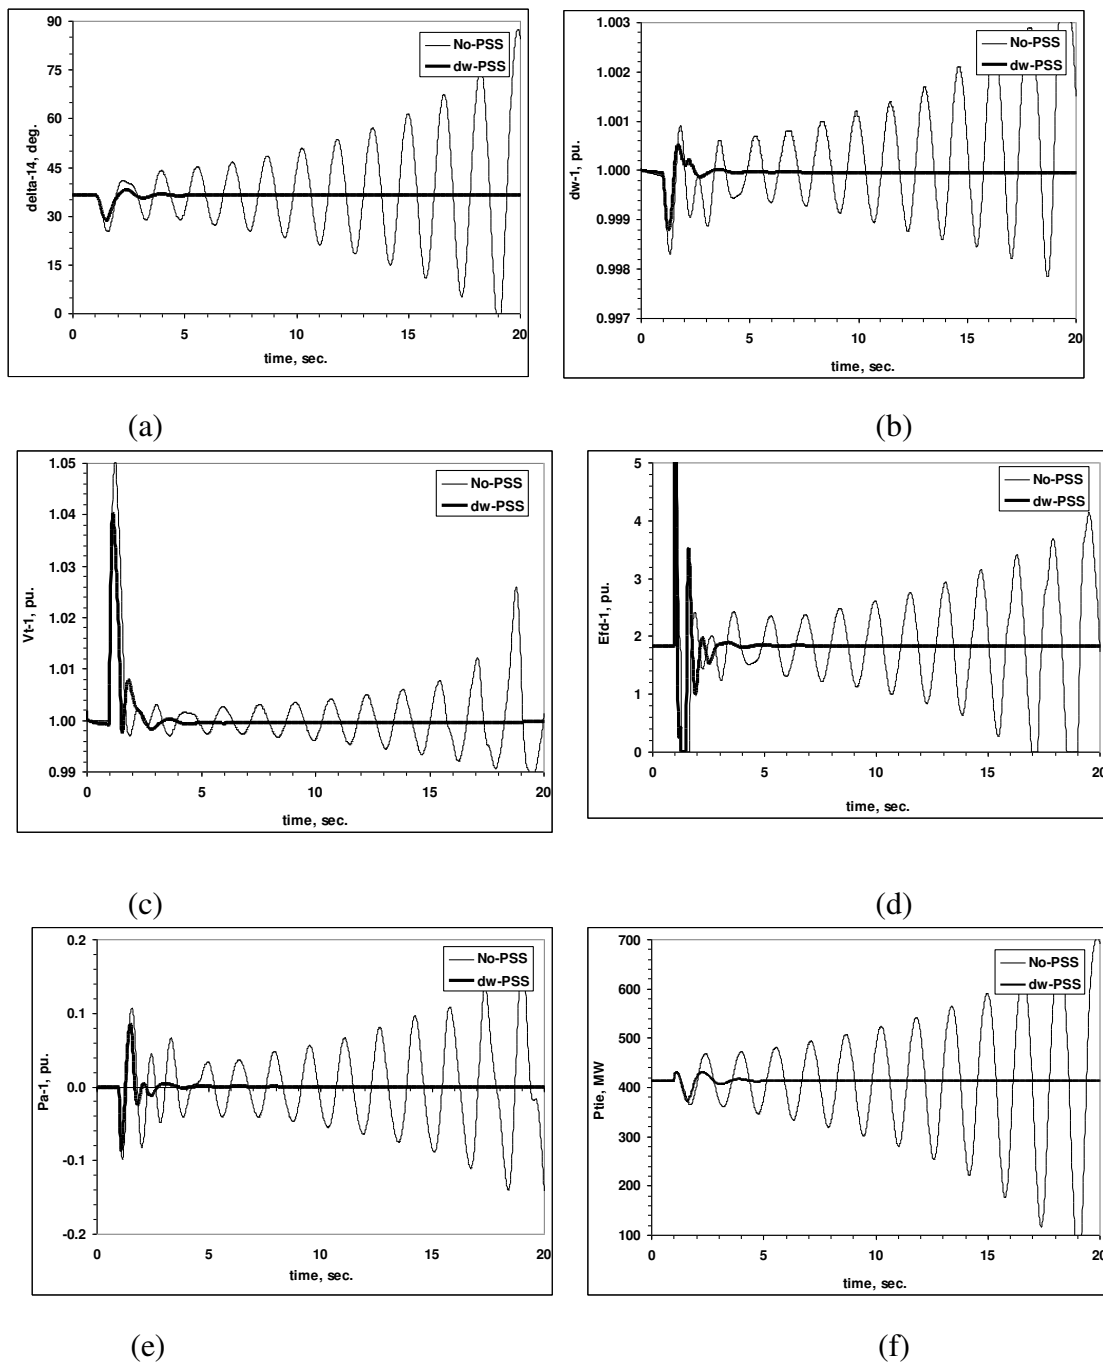 90
75
60
45
30
15
0
delta-14, deg.
0 5 10 15 20
time, sec.
No-PSS
dw-PSS
(a)
1.003
1.002
1.001
1.000
0.999
0.998
0.997
dw-1, pu.
0 5 10 15 20
time, sec.
No-PSS
dw-PSS
(b)
1.05
1.04
1.03
1.02
1.01
1.00
0.99
Vt-1, pu.
0 5 10 15 20
time, sec.
No-PSS
dw-PSS
(c)
5
4
3
2
1
0
Efd-1, pu.
0 5 10 15 20
time, sec.
No-PSS
dw-PSS
(d)
0.2
0.1
0.0
-0.1
-0.2
Pa-1, pu.
0 5 10 15 20
time, sec.
No-PSS
dw-PSS
(e)
700
600
500
400
300
200
100
Ptie, MW
0 5 10 15 20
time, sec.
No-PSS
dw-PSS
(f)